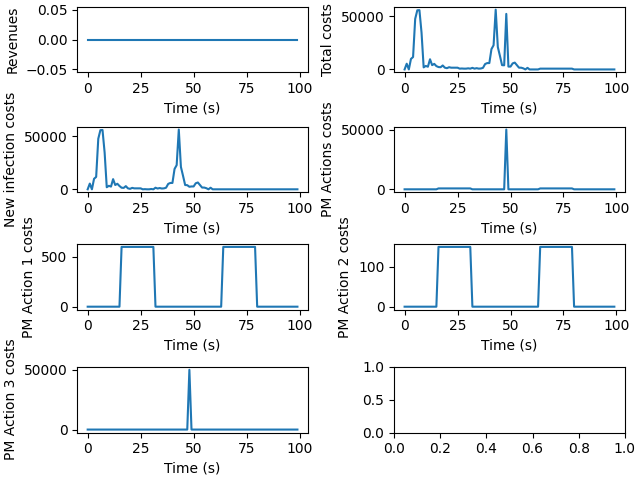 Revenues
0.05
0.00
−0.05
0 25 50 75 100
Time (s)
Total costs
50000
0
0 25 50 75 100
Time (s)
New infection costs
50000
0
0 25 50 75 100
Time (s)
PM Actions costs
50000
0
0 25 50 75 100
Time (s)
PM Action 1 costs
500
0
0 25 50 75 100
Time (s)
PM Action 2 costs
100
0
0 25 50 75 100
Time (s)
PM Action 3 costs
50000
0
0 25 50 75 100
Time (s)
1.0
0.5
0.0
0.0 0.2 0.4 0.6 0.8 1.0